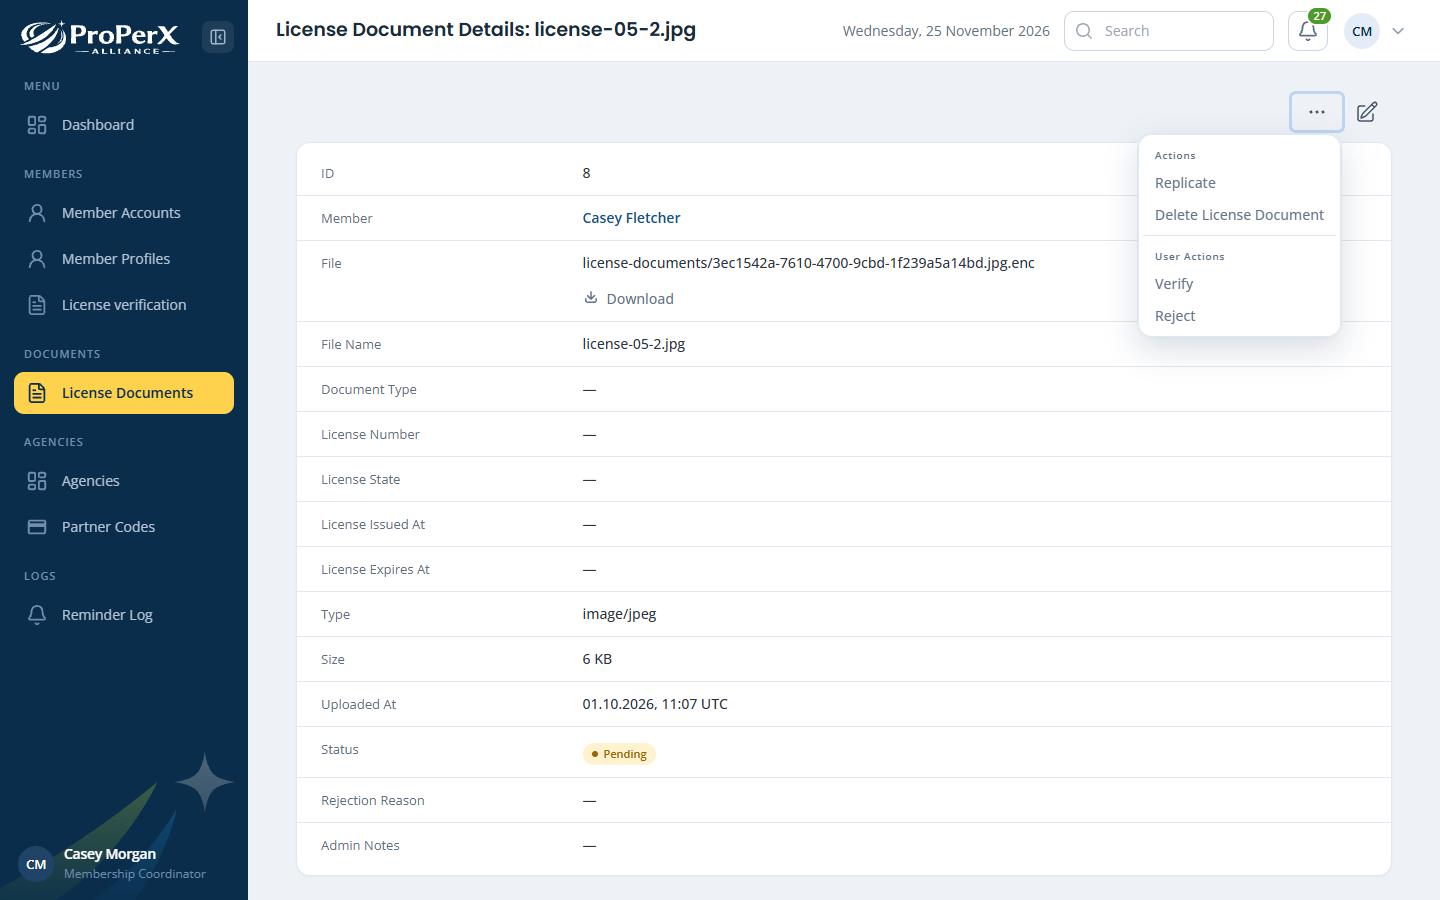 ProPerX
ALLIANCE
MENU
Dashboard
MEMBERS
Member Accounts
Member Profiles
License verification
DOCUMENTS
License Documents
AGENCIES
Agencies
Partner Codes
LOGS
Reminder Log
CM
Casey Morgan
Membership Coordinator
License Document Details: license-05-2.jpg
Wednesday, 25 November 2026
Search
27
CM
Actions
Replicate
Delete License Document
User Actions
Verify
Reject
ID 8
Member Casey Fletcher
File license-documents/3ec1542a-7610-4700-9cbd-1f239a5a14bd.jpg.enc
Download
File Name license-05-2.jpg
Document Type —
License Number —
License State —
License Issued At —
License Expires At —
Type image/jpeg
Size 6 KB
Uploaded At 01.10.2026, 11:07 UTC
Status Pending
Rejection Reason —
Admin Notes —